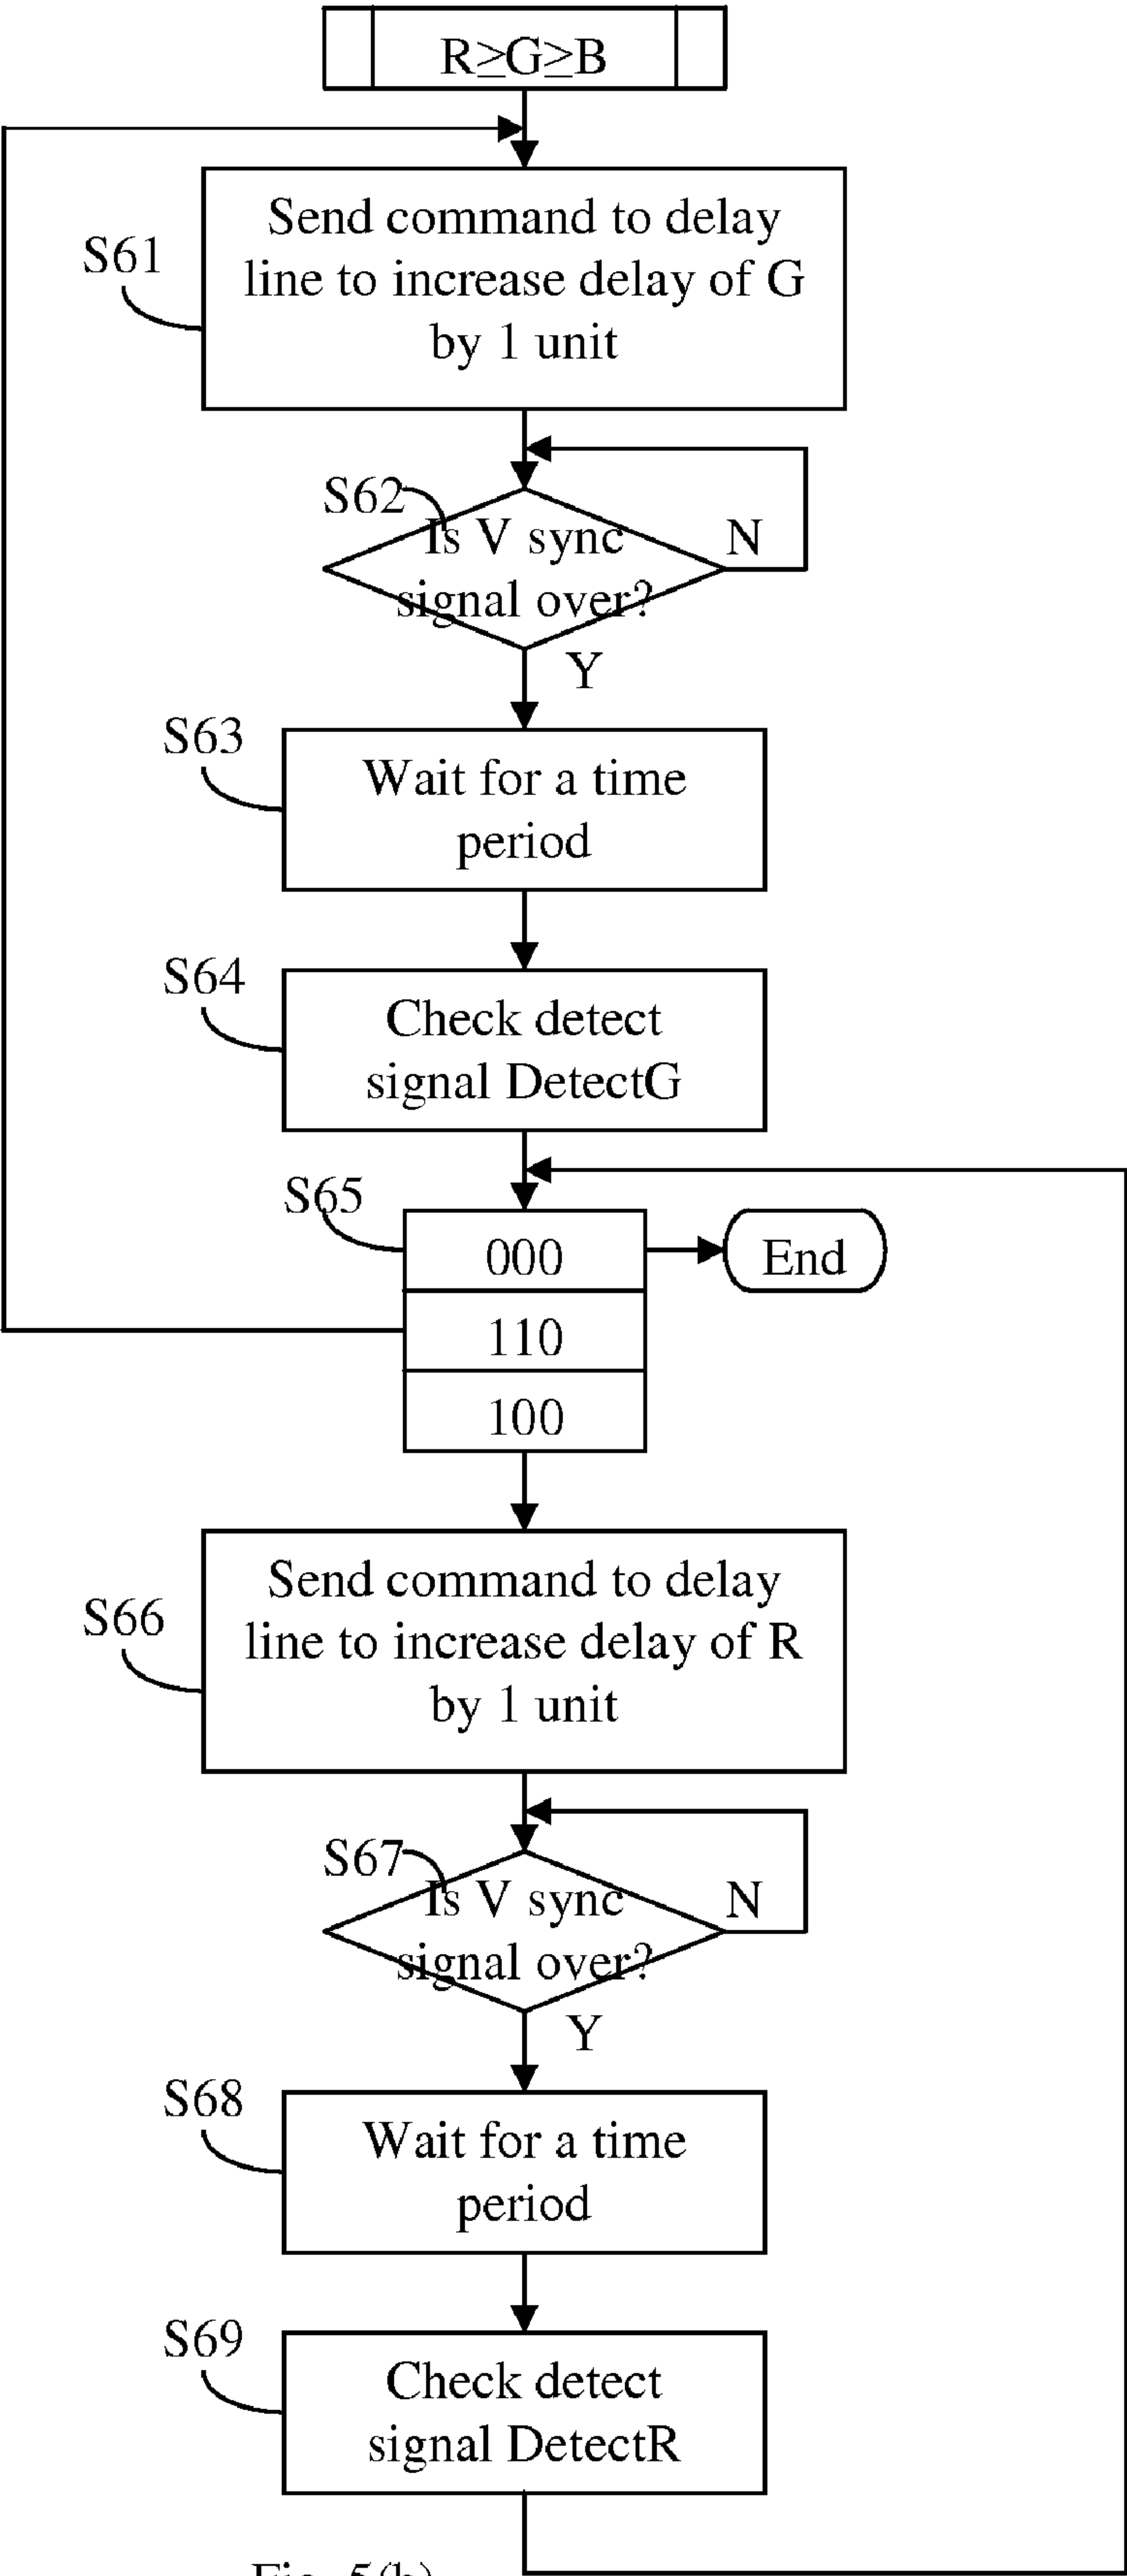 R≥G≥B
S61
Send command to delay
line to increase delay of G
by 1 unit
S62
Is V sync
signal over?
N
Y
S63
Wait for a time
period
S64
Check detect
signal DetectG
S65
000
End
110
100
S66
Send command to delay
line to increase delay of R
by 1 unit
S67
Is V sync
signal over?
N
Y
S68
Wait for a time
period
S69
Check detect
signal DetectR
Fig. 5(b)